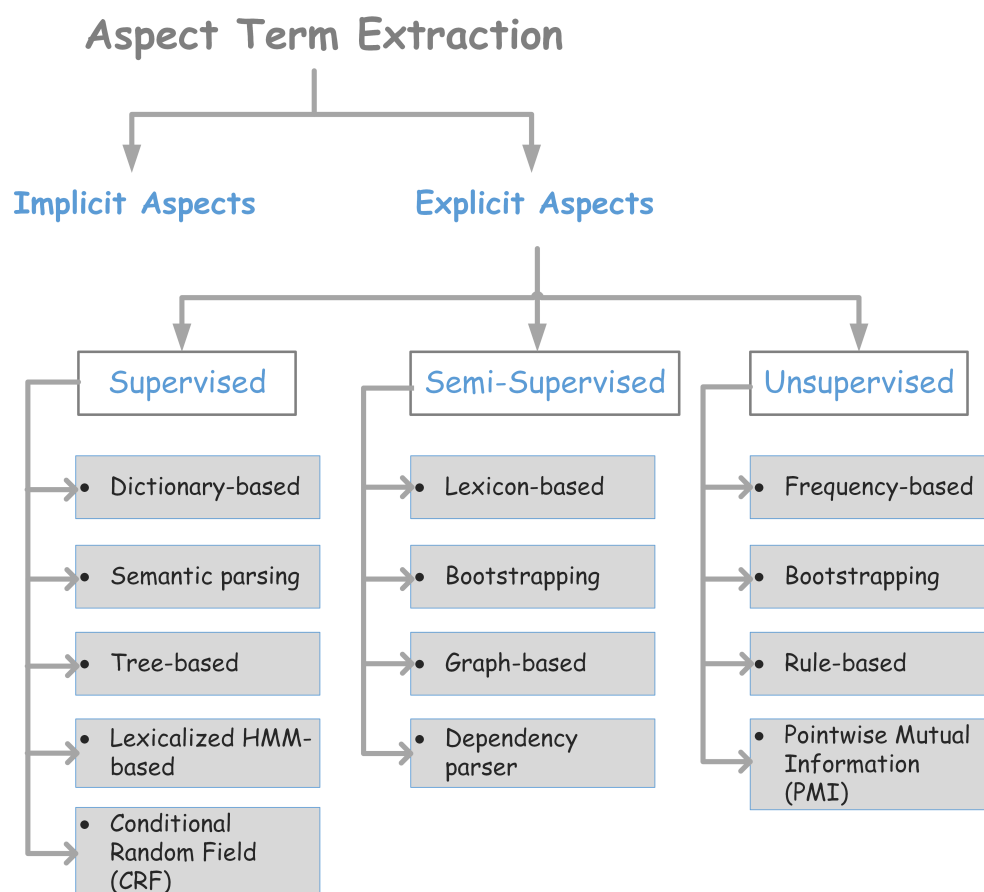 Aspect Term Extraction
Implicit Aspects
Explicit Aspects
Supervised
Semi-Supervised
Unsupervised
• Dictionary-based
• Semantic parsing
• Tree-based
• Lexicalized HMM-
based
• Conditional
Random Field
(CRF)
• Lexicon-based
• Bootstrapping
• Graph-based
• Dependency
parser
• Frequency-based
• Bootstrapping
• Rule-based
• Pointwise Mutual
Information
(PMI)